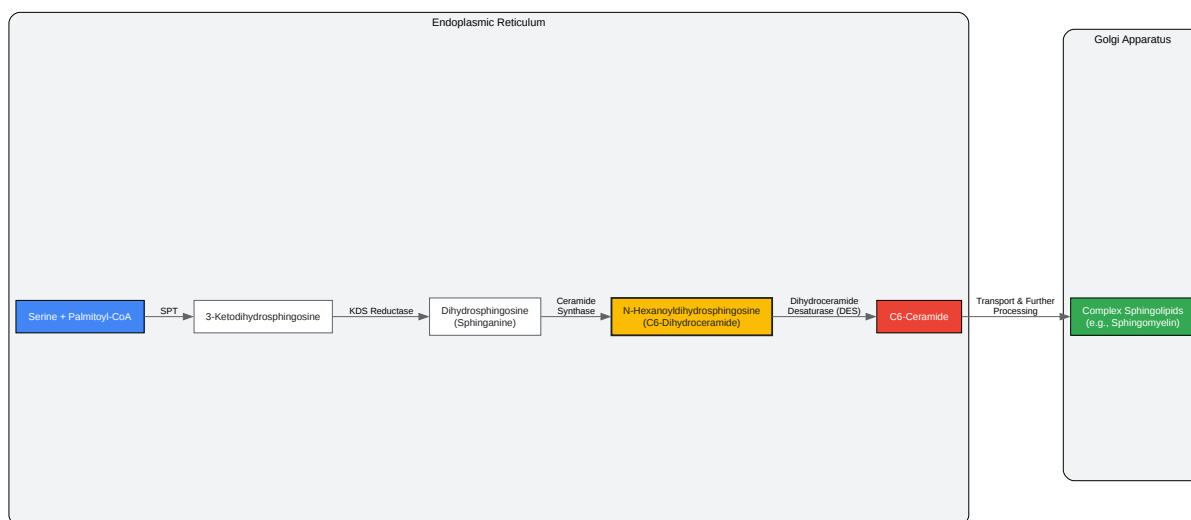 Endoplasmic Reticulum
Golgi Apparatus
Serine + Palmitoyl-CoA
SPT
3-Ketodihydrosphingosine
KDS Reductase
Dihydrosphingosine
(Sphinganine)
Ceramide
Synthase
N-Hexanoyldihydrosphingosine
(C6-Dihydroceramide)
Dihydroceramide
Desaturase (DES)
C6-Ceramide
Transport & Further
Processing
Complex Sphingolipids
(e.g., Sphingomyelin)